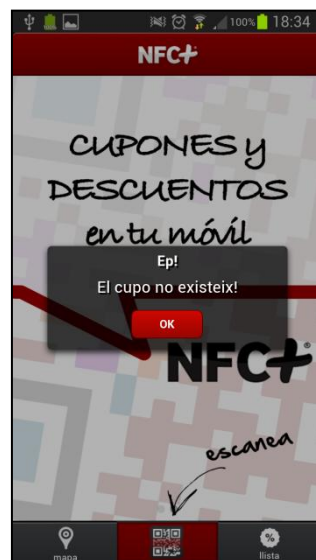 100% 18:34
NFC+
CUPONES y
DESCUENTOS
en tu móvil
Ep!
El cupo no existeix!
OK
NFC+
escanea
mapa
llista